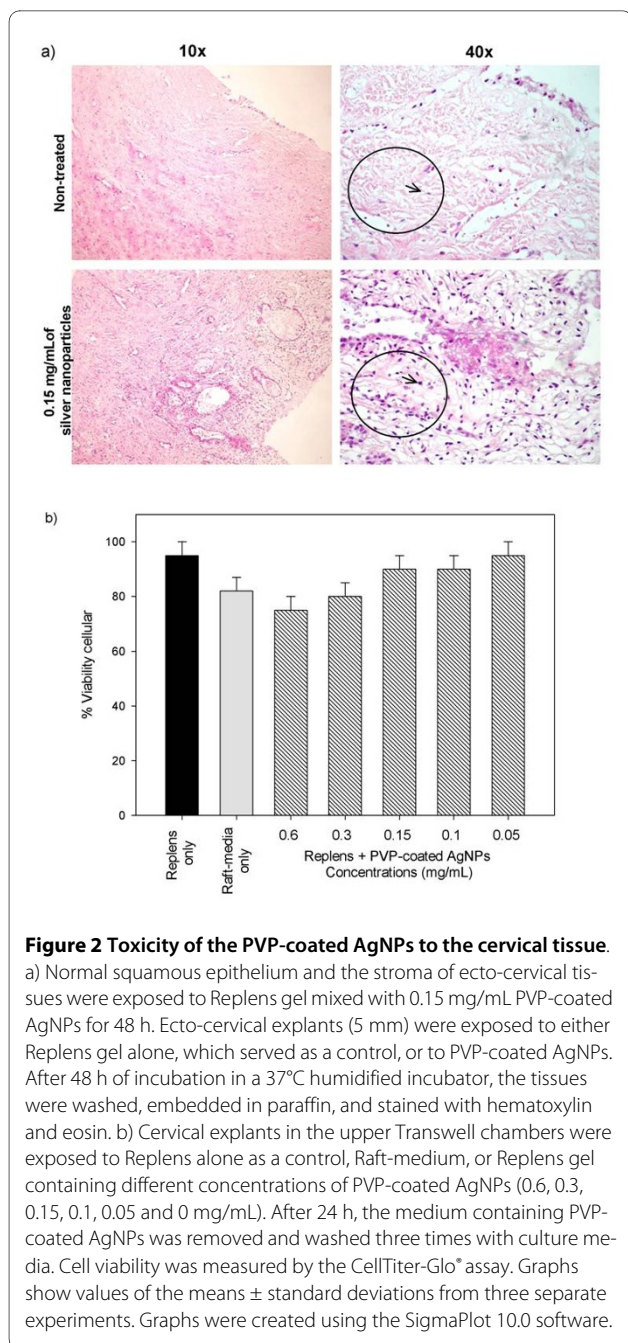 a)
10x
40x
Non-treated
0.15 mg/mLof
silver nanoparticles
b)
% Viability cellular
100
80
60
40
20
0
Replens
only
Raft-media
only
0.6
0.3
0.15
0.1
0.05
Replens + PVP-coated AgNPs
Concentrations (mg/mL)
Figure 2 Toxicity of the PVP-coated AgNPs to the cervical tissue.
a) Normal squamous epithelium and the stroma of ecto-cervical tis-
sues were exposed to Replens gel mixed with 0.15 mg/mL PVP-coated
AgNPs for 48 h. Ecto-cervical explants (5 mm) were exposed to either
Replens gel alone, which served as a control, or to PVP-coated AgNPs.
After 48 h of incubation in a 37°C humidified incubator, the tissues
were washed, embedded in paraffin, and stained with hematoxylin
and eosin. b) Cervical explants in the upper Transwell chambers were
exposed to Replens alone as a control, Raft-medium, or Replens gel
containing different concentrations of PVP-coated AgNPs (0.6, 0.3,
0.15, 0.1, 0.05 and 0 mg/mL). After 24 h, the medium containing PVP-
coated AgNPs was removed and washed three times with culture me-
dia. Cell viability was measured by the CellTiter-Glo® assay. Graphs
show values of the means ± standard deviations from three separate
experiments. Graphs were created using the SigmaPlot 10.0 software.